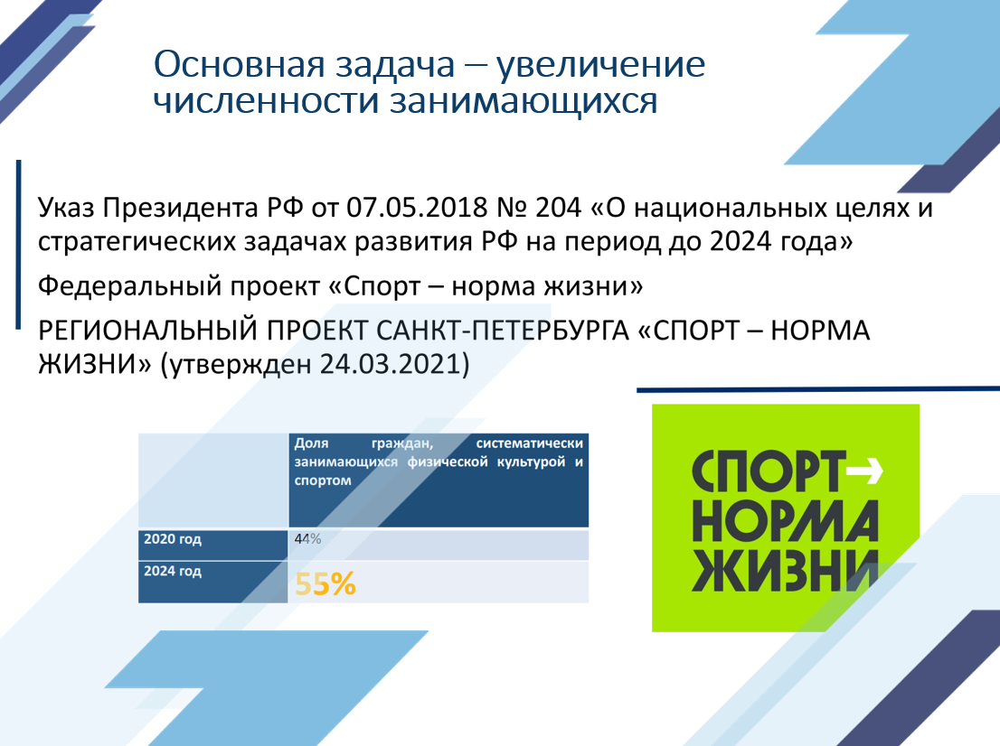 Основная задача – увеличение
численности занимающихся
Указ Президента РФ от 07.05.2018 № 204 «О национальных целях и
стратегических задачах развития РФ на период до 2024 года»
Федеральный проект «Спорт – норма жизни»
РЕГИОНАЛЬНЫЙ ПРОЕКТ САНКТ-ПЕТЕРБУРГА «СПОРТ – НОРМА
ЖИЗНИ» (утвержден 24.03.2021)
Доля граждан, систематически
занимающихся физической культурой и
спортом
2020 год 44%
2024 год 55%
СПОРТ
НОРМА
ЖИЗНИ